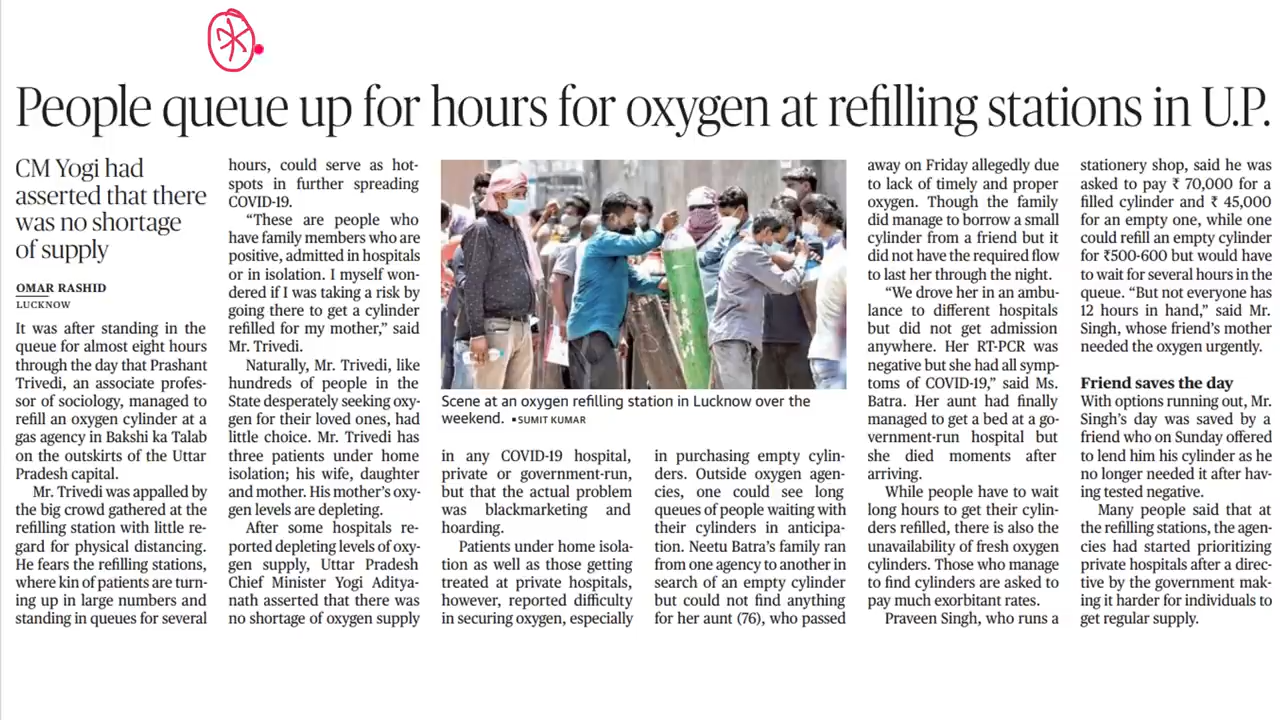 People queue up for hours for oxygen at refilling stations in U.P.
CM Yogi had
asserted that there
was no shortage
of supply
OMAR RASHID
LUCKNOW
It was after standing in the
queue for almost eight hours
through the day that Prashant
Trivedi, an associate profes-
sor of sociology, managed to
refill an oxygen cylinder at a
gas agency in Bakshi ka Talab
on the outskirts of the Uttar
Pradesh capital.
Mr. Trivedi was appalled by
the big crowd gathered at the
refilling station with little re-
gard for physical distancing.
He fears the refilling stations,
where kin of patients are turn-
ing up in large numbers and
standing in queues for several
hours, could serve as hot-
spots in further spreading
COVID-19.
“These are people who
have family members who are
positive, admitted in hospitals
or in isolation. I myself won-
dered if I was taking a risk by
going there to get a cylinder
refilled for my mother,” said
Mr. Trivedi.
Naturally, Mr. Trivedi, like
hundreds of people in the
State desperately seeking oxy-
gen for their loved ones, had
little choice. Mr. Trivedi has
three patients under home
isolation; his wife, daughter
and mother. His mother’s oxy-
gen levels are depleting.
After some hospitals re-
ported depleting levels of oxy-
gen supply, Uttar Pradesh
Chief Minister Yogi Aditya-
nath asserted that there was
no shortage of oxygen supply
Scene at an oxygen refilling station in Lucknow over the
weekend. •SUMIT KUMAR
in any COVID-19 hospital,
private or government-run,
but that the actual problem
was blackmarketing and
hoarding.
Patients under home isola-
tion as well as those getting
treated at private hospitals,
however, reported difficulty
in securing oxygen, especially
in purchasing empty cylin-
ders. Outside oxygen agen-
cies, one could see long
queues of people waiting with
their cylinders in anticipa-
tion. Neetu Batra’s family ran
from one agency to another in
search of an empty cylinder
but could not find anything
for her aunt (76), who passed
away on Friday allegedly due
to lack of timely and proper
oxygen. Though the family
did manage to borrow a small
cylinder from a friend but it
did not have the required flow
to last her through the night.
“We drove her in an ambu-
lance to different hospitals
but did not get admission
anywhere. Her RT-PCR was
negative but she had all symp-
toms of COVID-19,” said Ms.
Batra. Her aunt had finally
managed to get a bed at a go-
vernment-run hospital but
she died moments after
arriving.
While people have to wait
long hours to get their cylin-
ders refilled, there is also the
unavailability of fresh oxygen
cylinders. Those who manage
to find cylinders are asked to
pay much exorbitant rates.
Praveen Singh, who runs a
stationery shop, said he was
asked to pay ₹ 70,000 for a
filled cylinder and ₹ 45,000
for an empty one, while one
could refill an empty cylinder
for ₹500-600 but would have
to wait for several hours in the
queue. “But not everyone has
12 hours in hand,” said Mr.
Singh, whose friend’s mother
needed the oxygen urgently.
Friend saves the day
With options running out, Mr.
Singh’s day was saved by a
friend who on Sunday offered
to lend him his cylinder as he
no longer needed it after hav-
ing tested negative.
Many people said that at
the refilling stations, the agen-
cies had started prioritizing
private hospitals after a direc-
tive by the government mak-
ing it harder for individuals to
get regular supply.